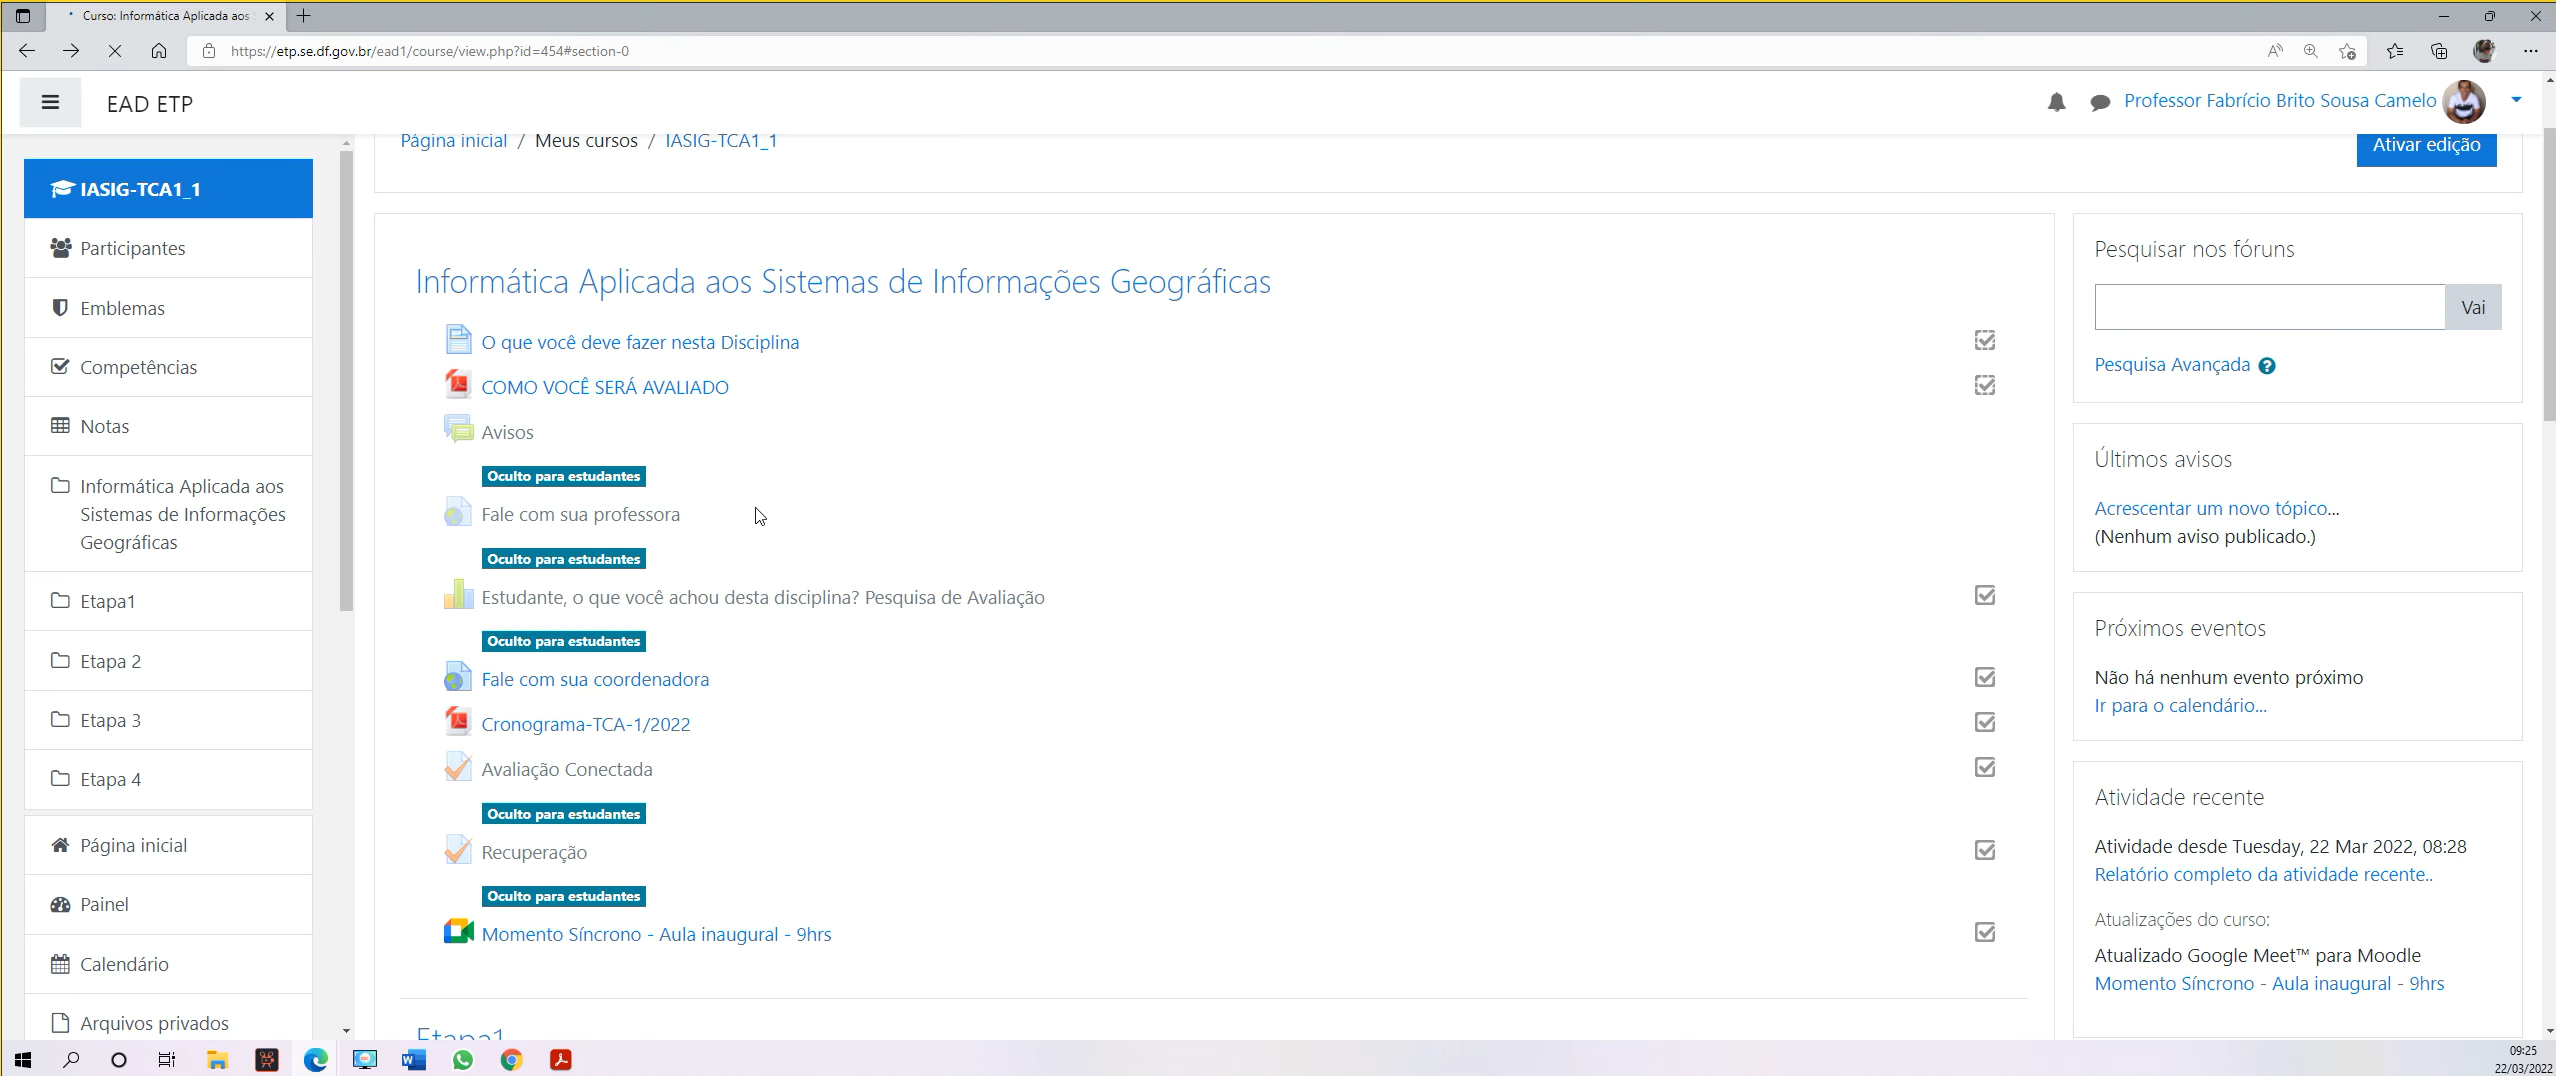 Curso: Informática Aplicada aos
https://etp.se.df.gov.br/ead1/course/view.php?id=454#section-0
EAD ETP
Professor Fabrício Brito Sousa Camelo
Página inicial / Meus cursos / IASIG-TCA1_1
Ativar edição
IASIG-TCA1_1
Participantes
Emblemas
Competências
Notas
Informática Aplicada aos
Sistemas de Informações
Geográficas
Etapa1
Etapa 2
Etapa 3
Etapa 4
Página inicial
Painel
Calendário
Arquivos privados
Informática Aplicada aos Sistemas de Informações Geográficas
O que você deve fazer nesta Disciplina
COMO VOCÊ SERÁ AVALIADO
Avisos
Oculto para estudantes
Fale com sua professora
Oculto para estudantes
Estudante, o que você achou desta disciplina? Pesquisa de Avaliação
Oculto para estudantes
Fale com sua coordenadora
Cronograma-TCA-1/2022
Avaliação Conectada
Oculto para estudantes
Recuperação
Oculto para estudantes
Momento Síncrono - Aula inaugural - 9hrs
Etapa1
Pesquisar nos fóruns
Vai
Pesquisa Avançada
Últimos avisos
Acrescentar um novo tópico...
(Nenhum aviso publicado.)
Próximos eventos
Não há nenhum evento próximo
Ir para o calendário...
Atividade recente
Atividade desde Tuesday, 22 Mar 2022, 08:28
Relatório completo da atividade recente..
Atualizações do curso:
Atualizado Google Meet™ para Moodle
Momento Síncrono - Aula inaugural - 9hrs
09:25
22/03/2022